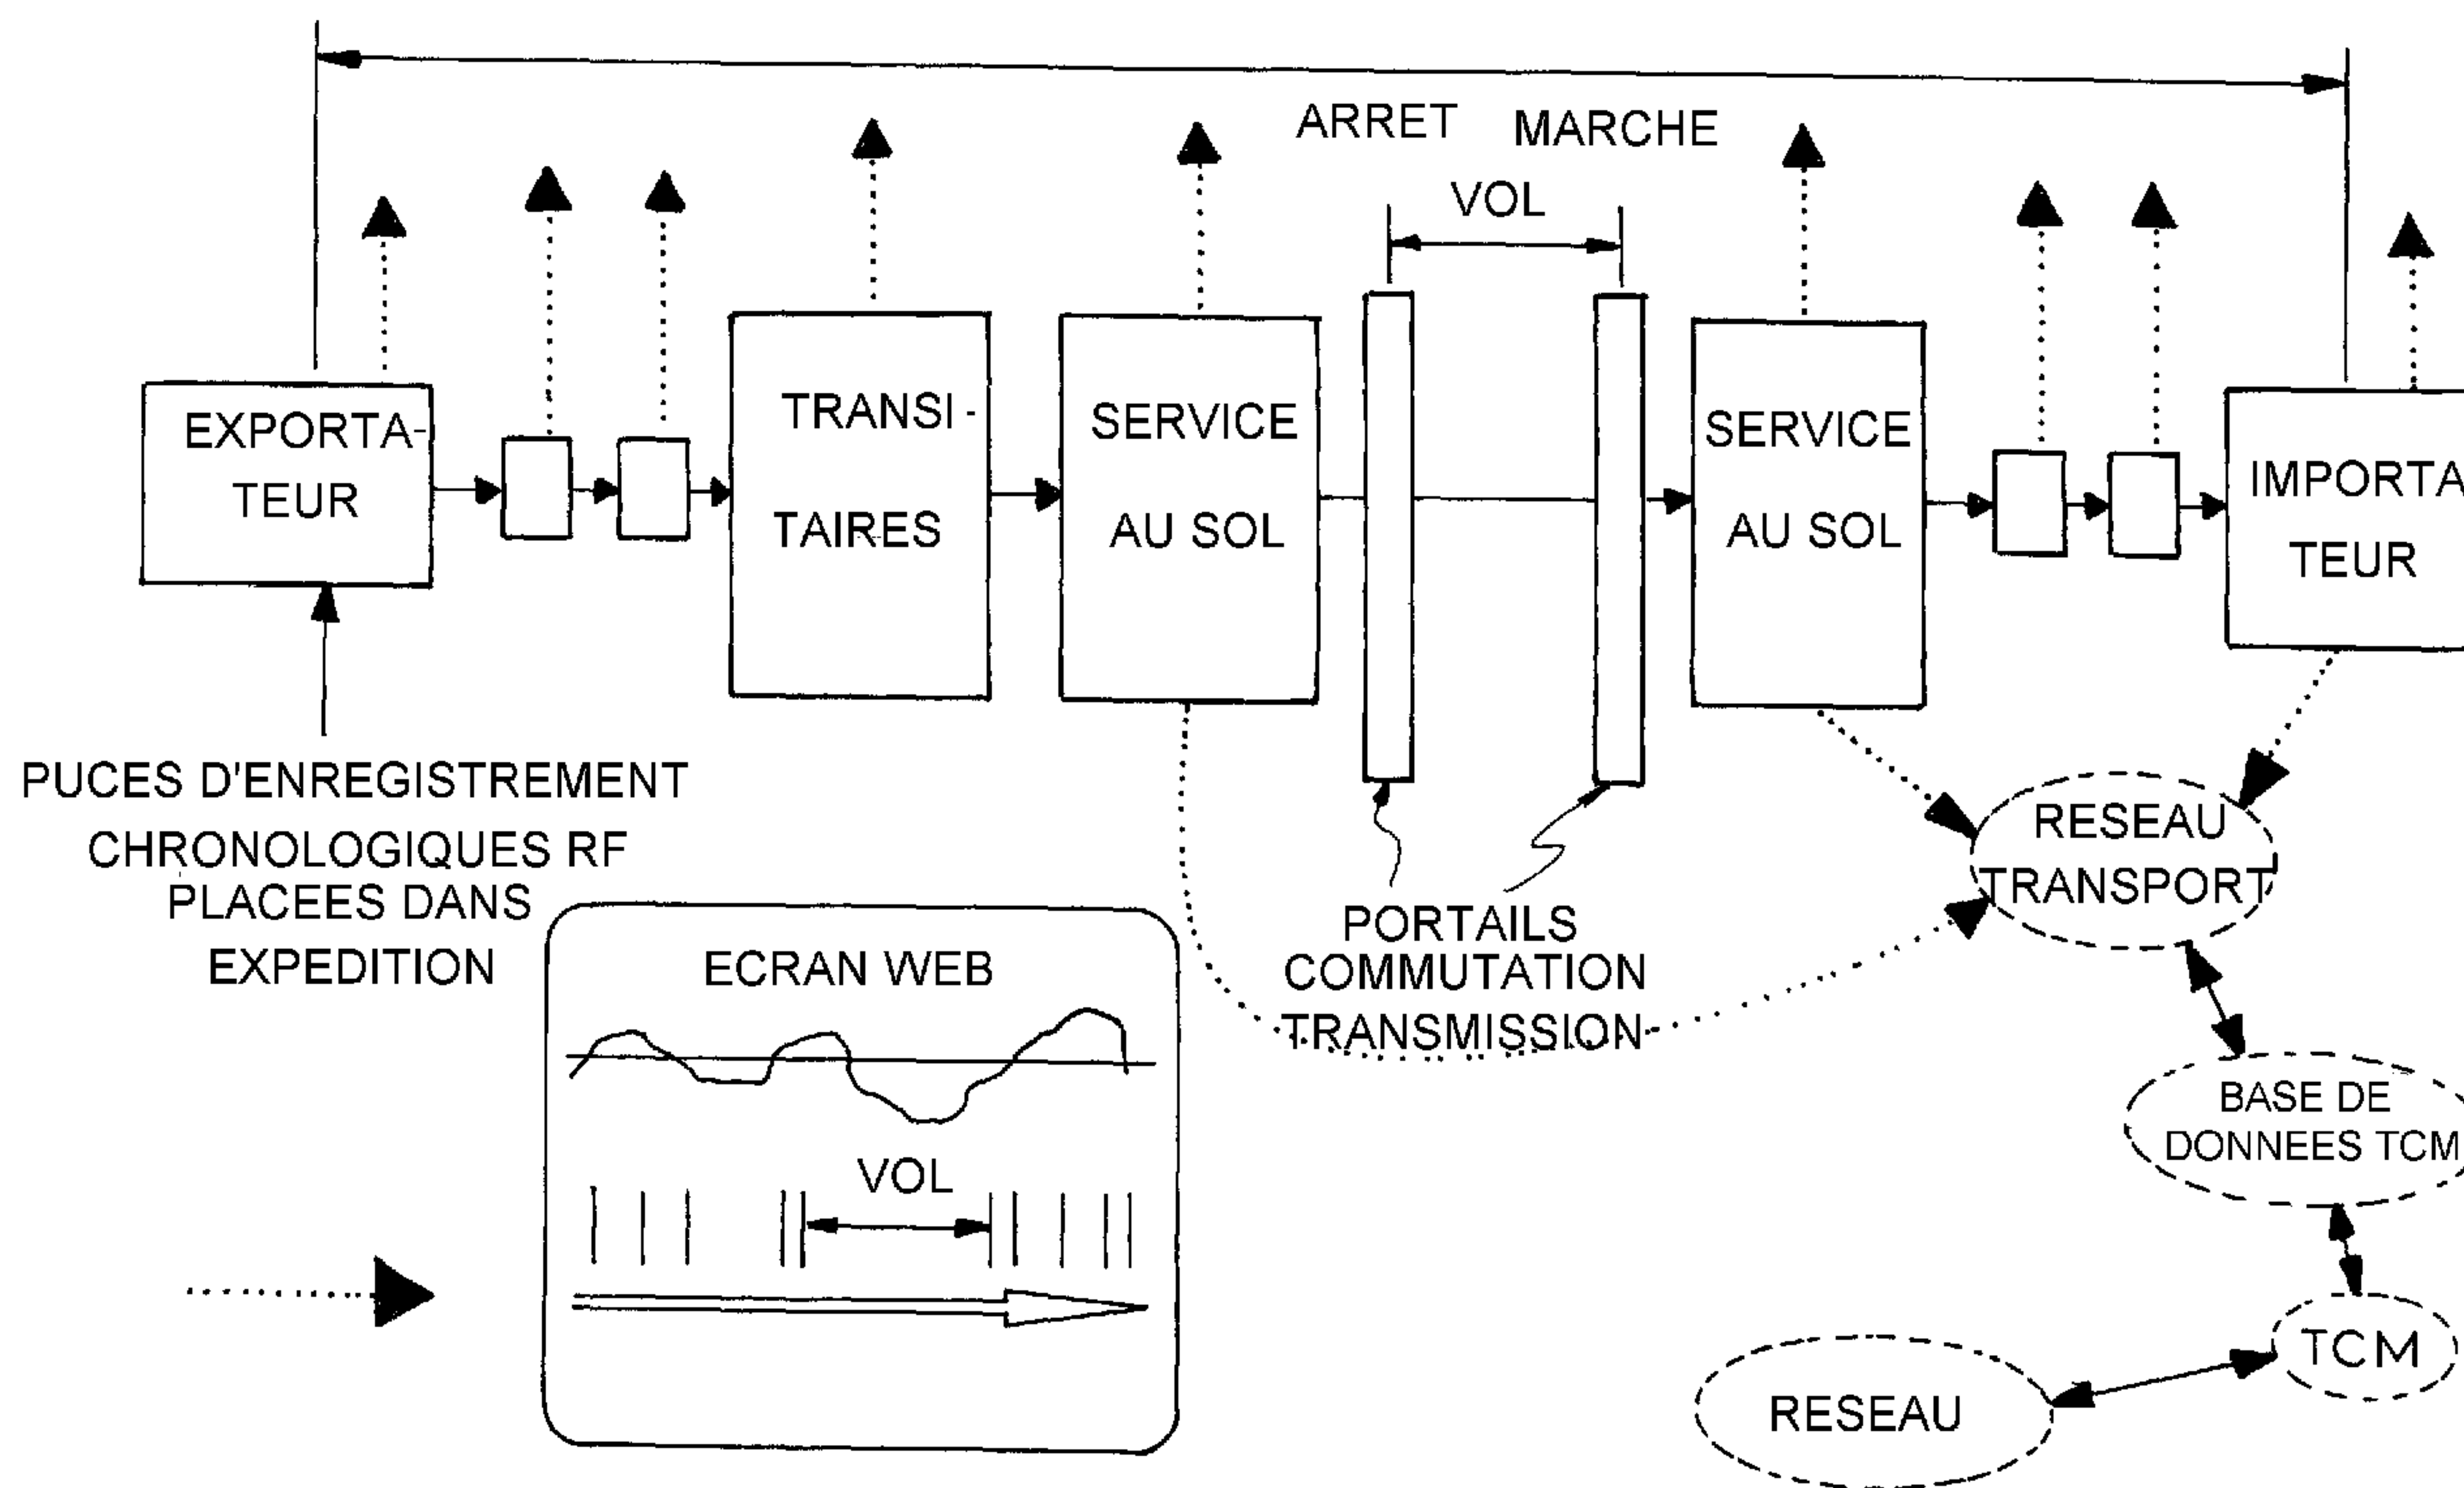 ARRET MARCHE
VOL
EXPORTA-
TEUR
TRANSI-
TAIRES
SERVICE
AU SOL
SERVICE
AU SOL
IMPORTA
TEUR
PUCES D'ENREGISTREMENT
CHRONOLOGIQUES RF
PLACEES DANS
EXPEDITION
PORTAILS
COMMUTATION
TRANSMISSION
RESEAU
TRANSPORT
ECRAN WEB
VOL
BASE DE
DONNEES TCM
TCM
RESEAU